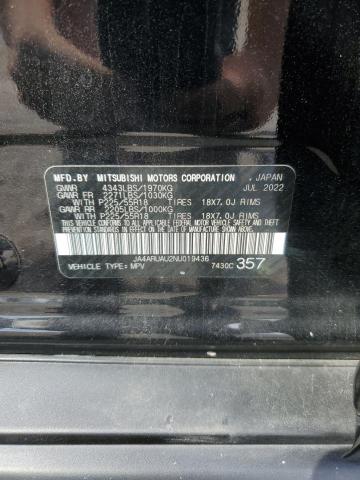 MFD.BY MITSUBISHI MOTORS CORPORATION JAPAN
GVWR 4343LBS/1970KG JUL 2022
GAWR FR 2271LBS/1030KG
WITH P225/55R18 TIRES 18X7.0J RIMS
GAWR RR 2205LBS/1000KG
WITH P225/55R18 TIRES 18X7.0J RIMS
THIS VEHICLE CONFORMS TO ALL APPLICABLE FEDERAL MOTOR VEHICLE SAFETY AND THEFT PREVENTION STANDARDS IN EFFECT ON THE DATE OF MANUFACTURE SHOWN ABOVE.
JA4ARUAU2NU019436
VEHICLE TYPE: MPV 7430C 357